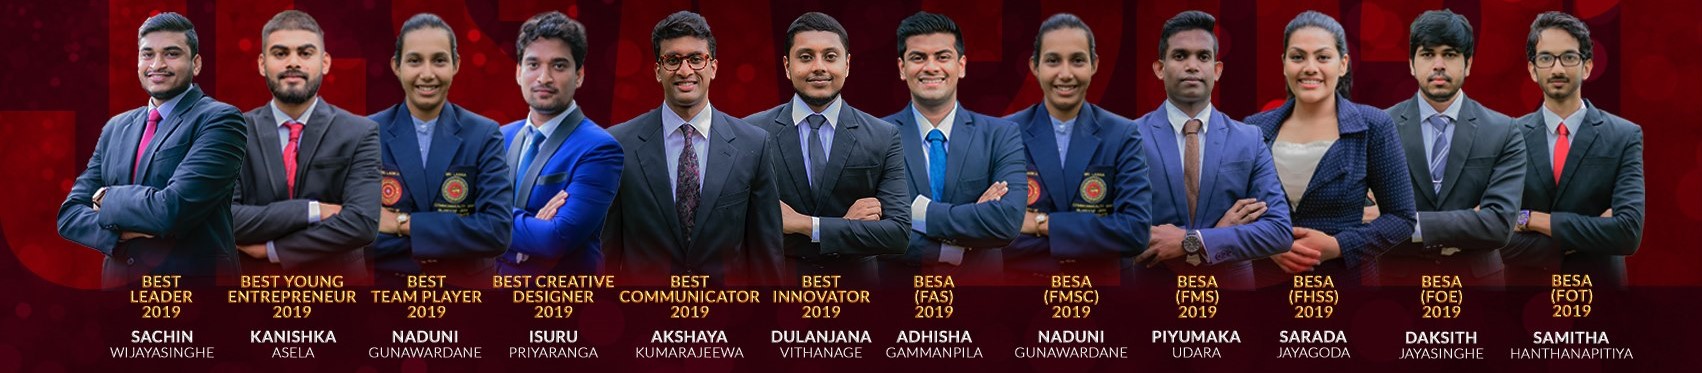 BEST
LEADER
2019
SACHIN
WIJAYASINGHE
BEST YOUNG
ENTREPRENEUR
2019
KANISHKA
ASELA
BEST
TEAM PLAYER
2019
NADUNI
GUNAWARDANE
BEST CREATIVE
DESIGNER
2019
ISURU
PRIYARANGA
BEST
COMMUNICATOR
2019
AKSHAYA
KUMARAJEEWA
BEST
INNOVATOR
2019
DULANJANA
VITHANAGE
BESA
(FAS)
2019
ADHISHA
GAMMANPILA
BESA
(FMSC)
2019
NADUNI
GUNAWARDANE
BESA
(FMS)
2019
PIYUMAKA
UDARA
BESA
(FHSS)
2019
SARADA
JAYAGODA
BESA
(FOE)
2019
DAKSITH
JAYASINGHE
BESA
(FOT)
2019
SAMITHA
HANTHANAPITIYA